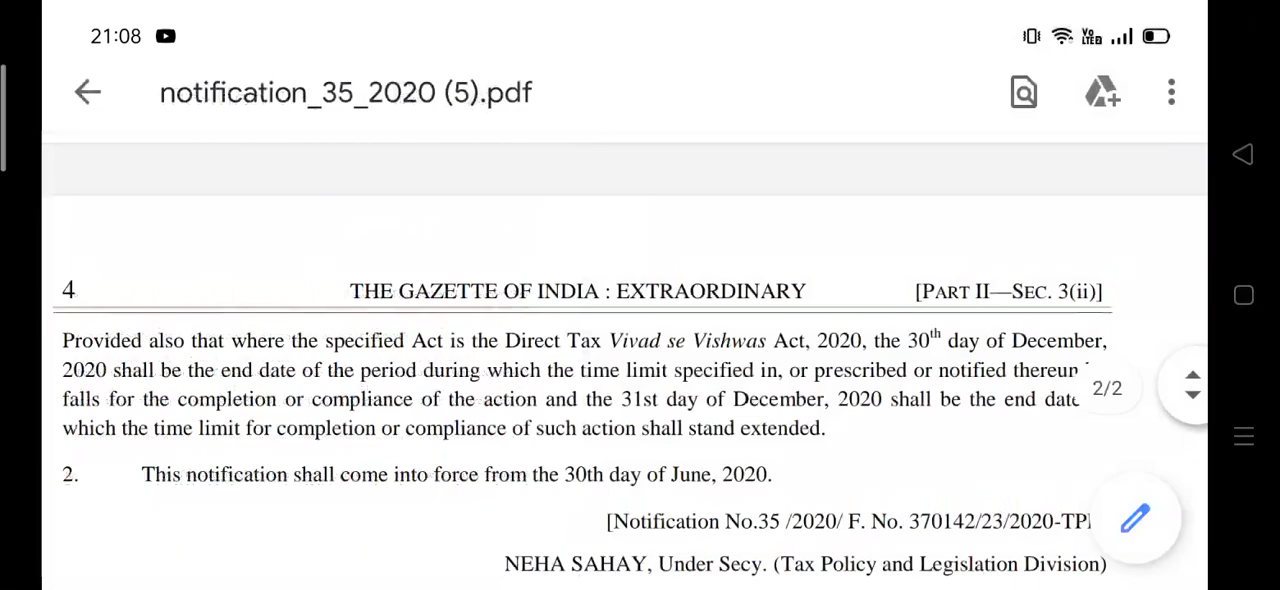 21:08
notification_35_2020 (5).pdf
4 THE GAZETTE OF INDIA : EXTRAORDINARY [PART II—SEC. 3(ii)]
Provided also that where the specified Act is the Direct Tax Vivad se Vishwas Act, 2020, the 30th day of December,
2020 shall be the end date of the period during which the time limit specified in, or prescribed or notified
falls for the completion or compliance of the action and the 31st day of December, 2020 shall be the end date
2/2
which the time limit for completion or compliance of such action shall stand extended.
2. This notification shall come into force from the 30th day of June, 2020.
[Notification No.35 /2020/ F. No. 370142/23/2020-TP
NEHA SAHAY, Under Secy. (Tax Policy and Legislation Division)